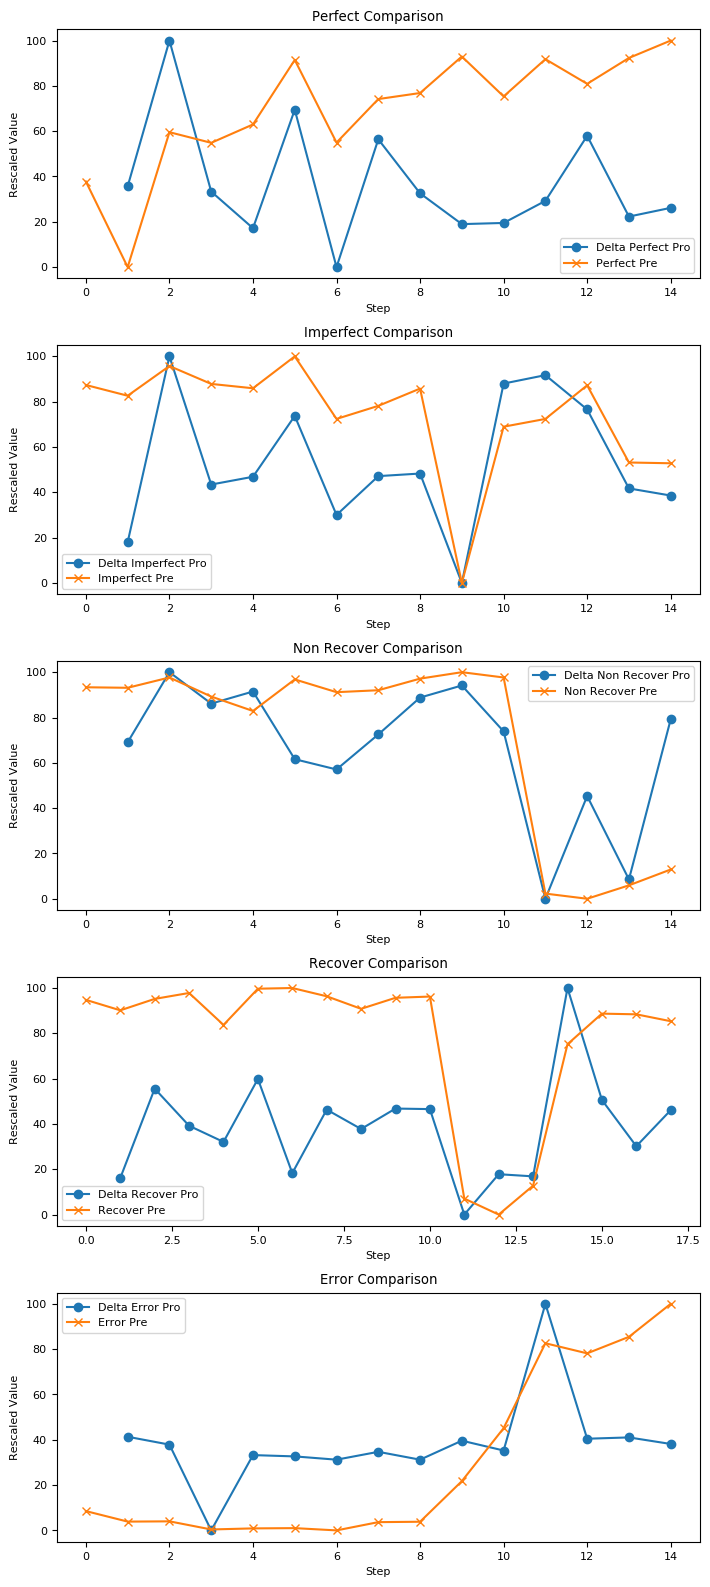 Perfect Comparison
100
80
60
40
20
0
Rescaled Value
Delta Perfect Pro
Perfect Pre
0 2 4 6 8 10 12 14
Step
Imperfect Comparison
100
80
60
40
20
0
Rescaled Value
Delta Imperfect Pro
Imperfect Pre
0 2 4 6 8 10 12 14
Step
Non Recover Comparison
100
80
60
40
20
0
Rescaled Value
Delta Non Recover Pro
Non Recover Pre
0 2 4 6 8 10 12 14
Step
Recover Comparison
100
80
60
40
20
0
Rescaled Value
Delta Recover Pro
Recover Pre
0.0 2.5 5.0 7.5 10.0 12.5 15.0 17.5
Step
Error Comparison
100
80
60
40
20
0
Rescaled Value
Delta Error Pro
Error Pre
0 2 4 6 8 10 12 14
Step